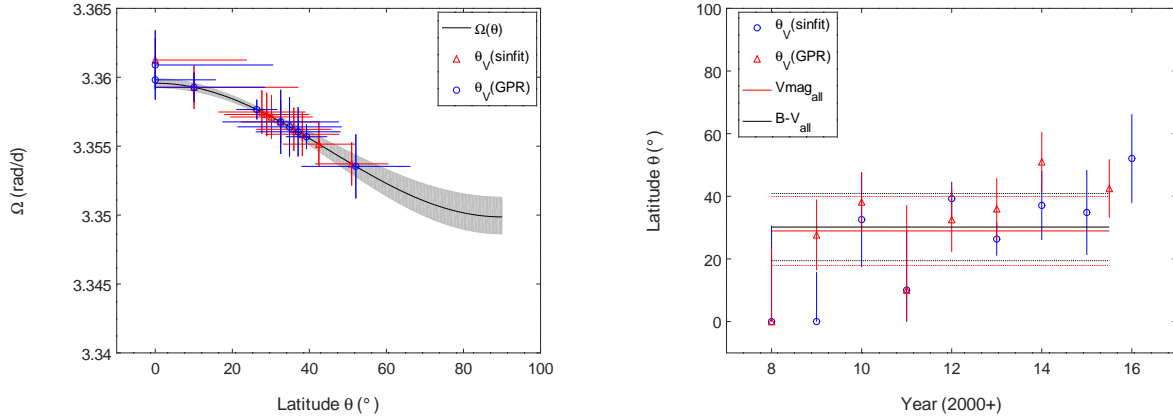 3.365
3.36
3.355
3.35
3.345
3.34
Ω (rad/d)
0 20 40 60 80 100
Latitude θ (°)
Ω(θ)
θV(sinfit)
θV(GPR)
100
80
60
40
20
0
Latitude θ (°)
8 10 12 14 16
Year (2000+)
θV(sinfit)
θV(GPR)
Vmagall
B-Vall